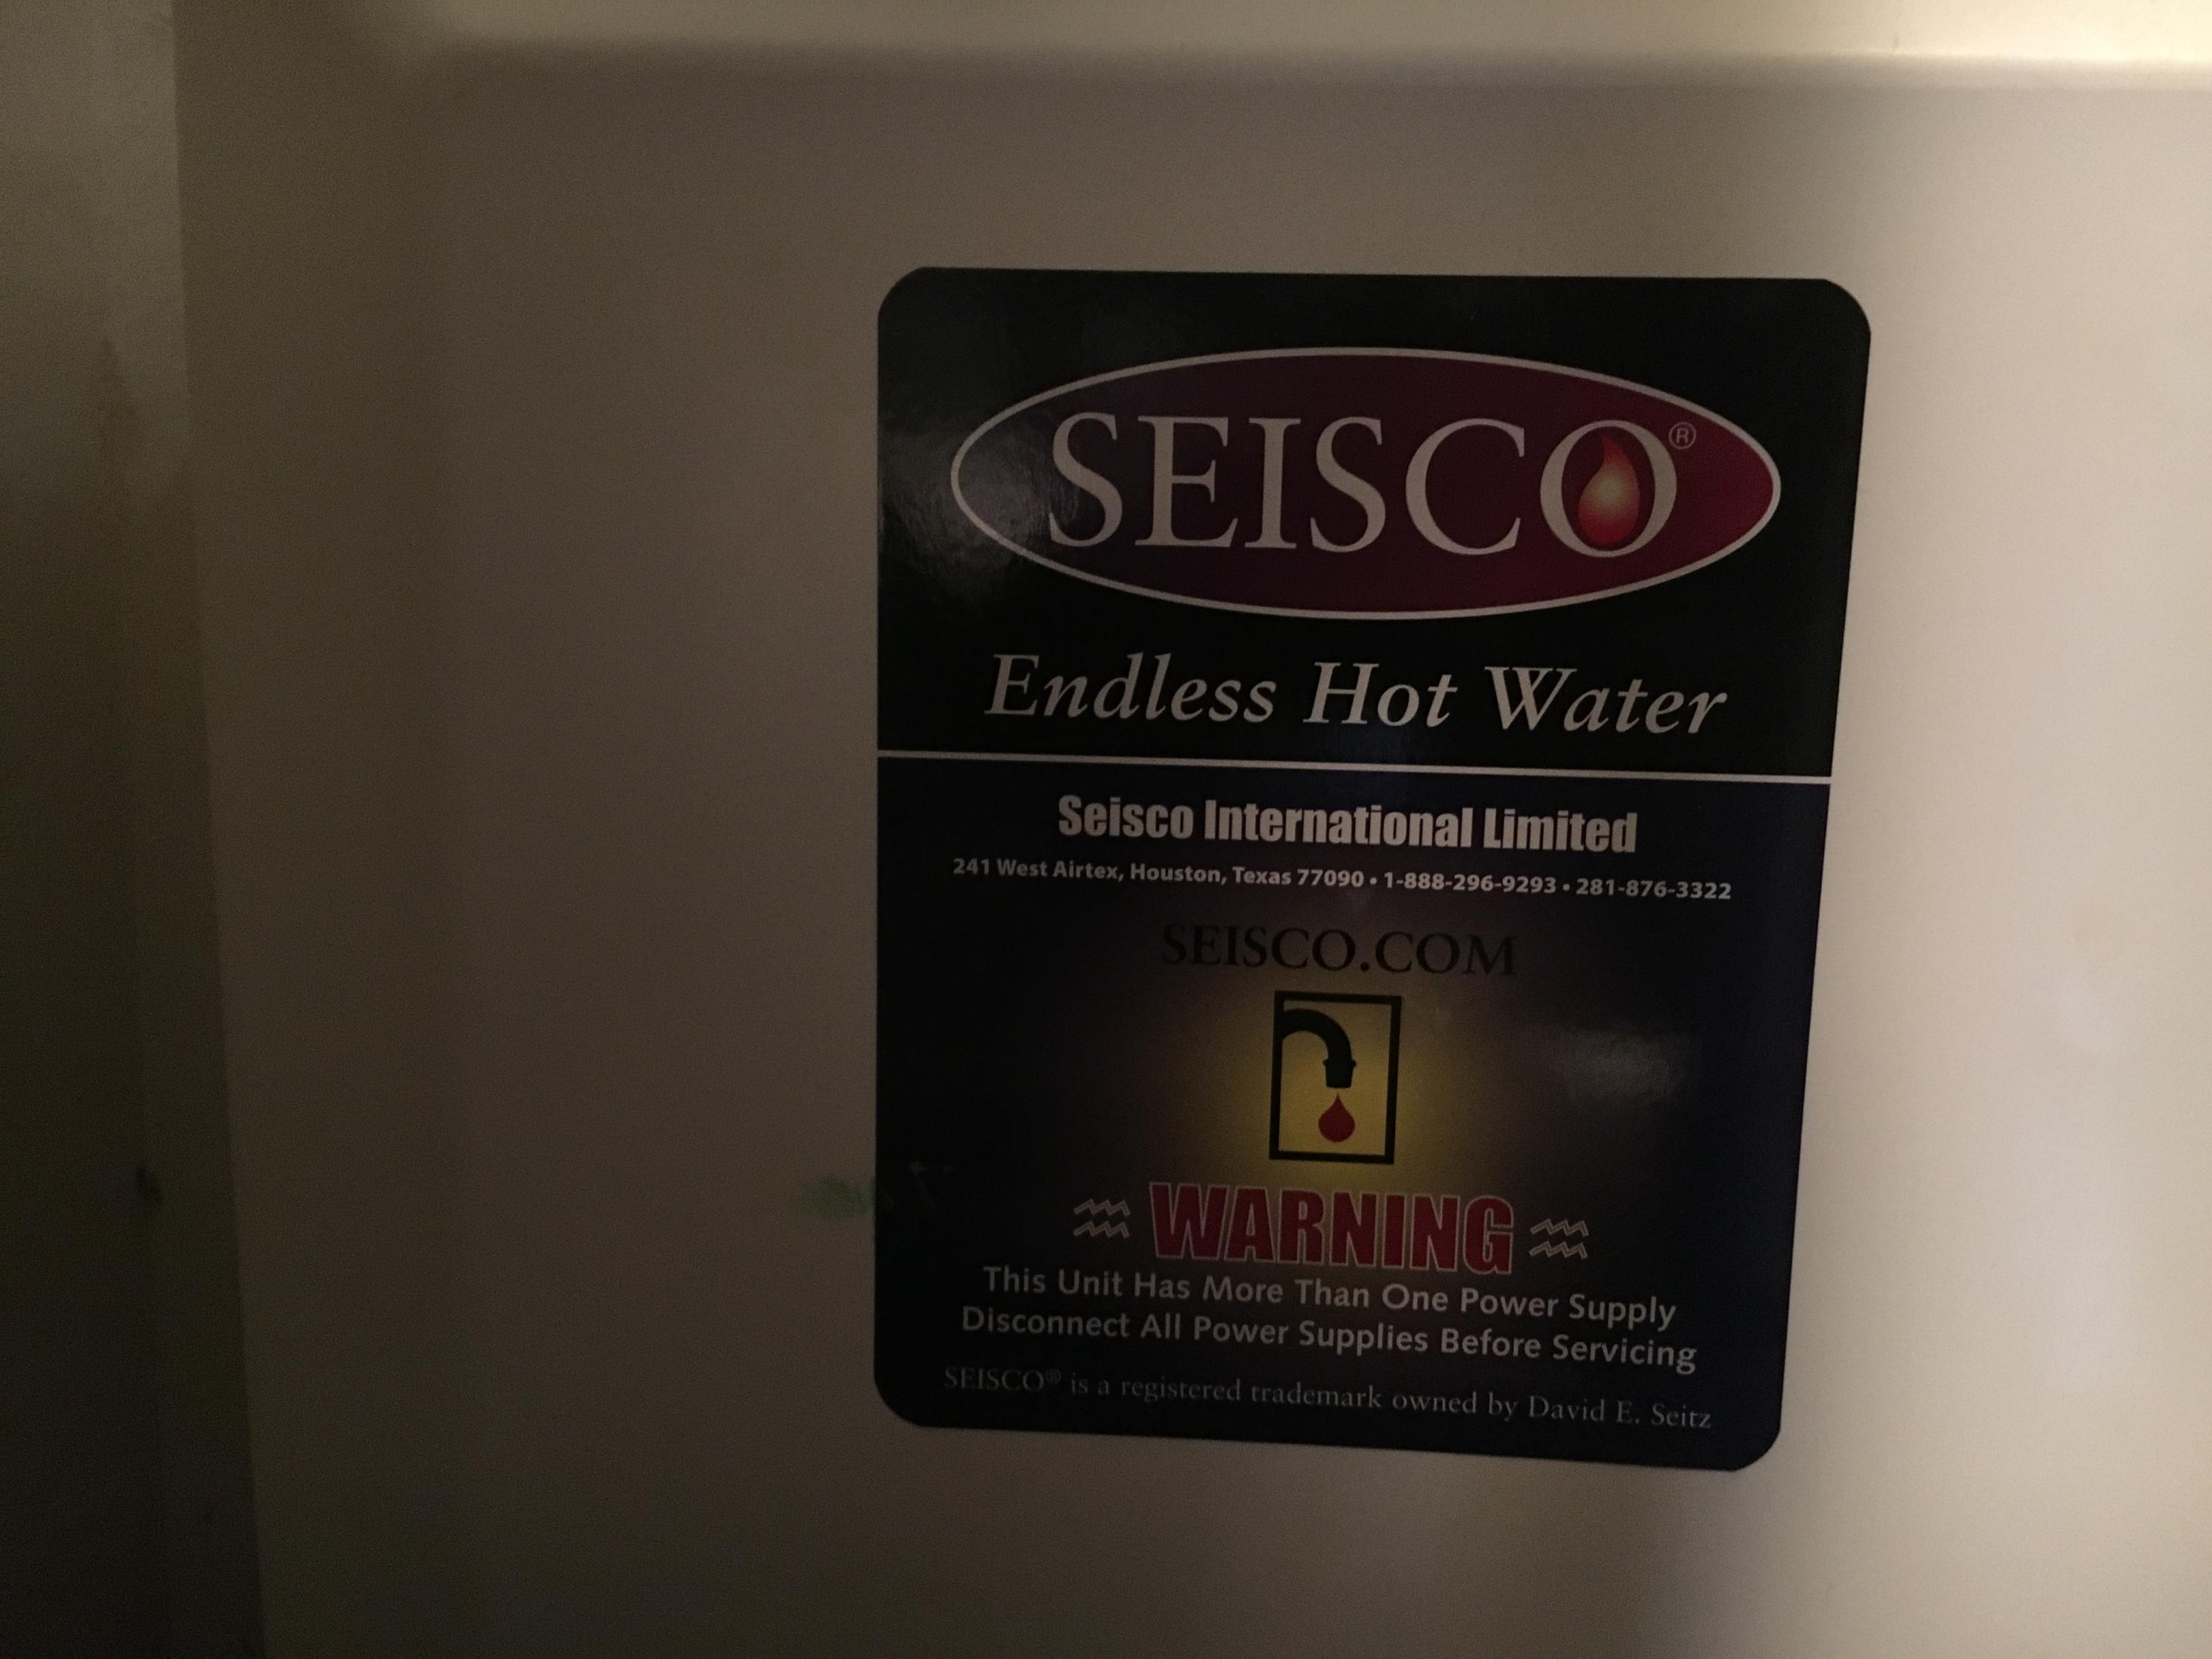 SEISCO®
Endless Hot Water
Seisco International Limited
241 West Airtex, Houston, Texas 77090 • 1-888-296-9293 • 281-876-3322
SEISCO.COM
WARNING
This Unit Has More Than One Power Supply
Disconnect All Power Supplies Before Servicing
SEISCO® is a registered trademark owned by David E. Seitz